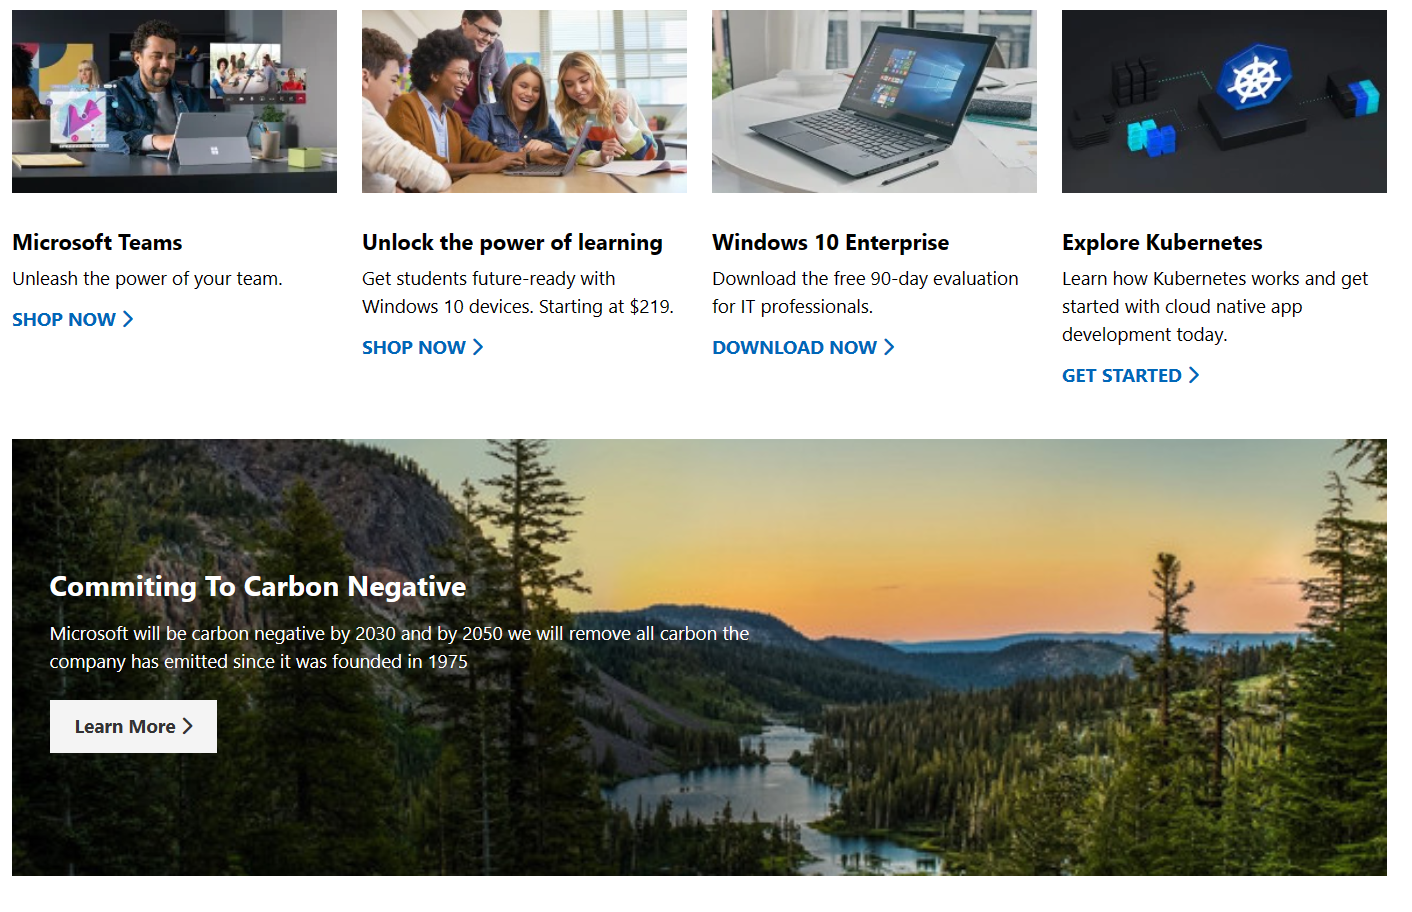 Microsoft Teams
Unleash the power of your team.
SHOP NOW
Unlock the power of learning
Get students future-ready with
Windows 10 devices. Starting at $219.
SHOP NOW
Windows 10 Enterprise
Download the free 90-day evaluation
for IT professionals.
DOWNLOAD NOW
Explore Kubernetes
Learn how Kubernetes works and get
started with cloud native app
development today.
GET STARTED
Commiting To Carbon Negative
Microsoft will be carbon negative by 2030 and by 2050 we will remove all carbon the
company has emitted since it was founded in 1975
Learn More